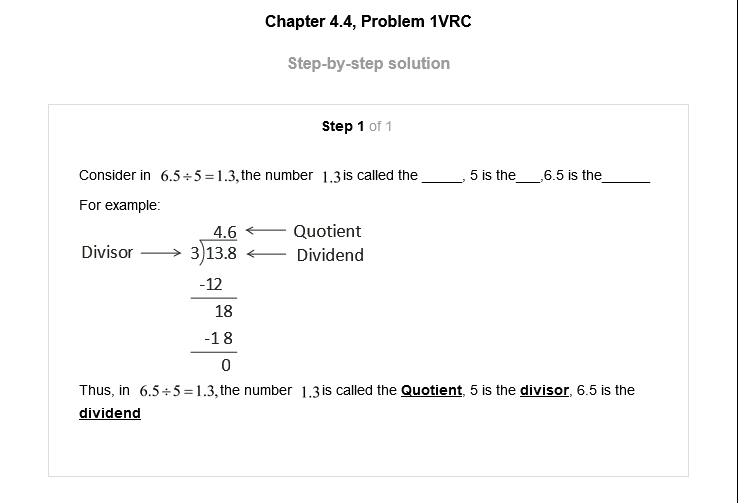 Chapter 4.4, Problem 1VRC
Step-by-step solution
Step 1 of 1
Consider in 6.5÷5=1.3, the number 1.3 is called the _____, 5 is the___,6.5 is the______
For example:
4.6 Quotient
Divisor 3)13.8 Dividend
-12
18
-1 8
0
Thus, in 6.5÷5=1.3, the number 1.3 is called the Quotient, 5 is the divisor, 6.5 is the
dividend